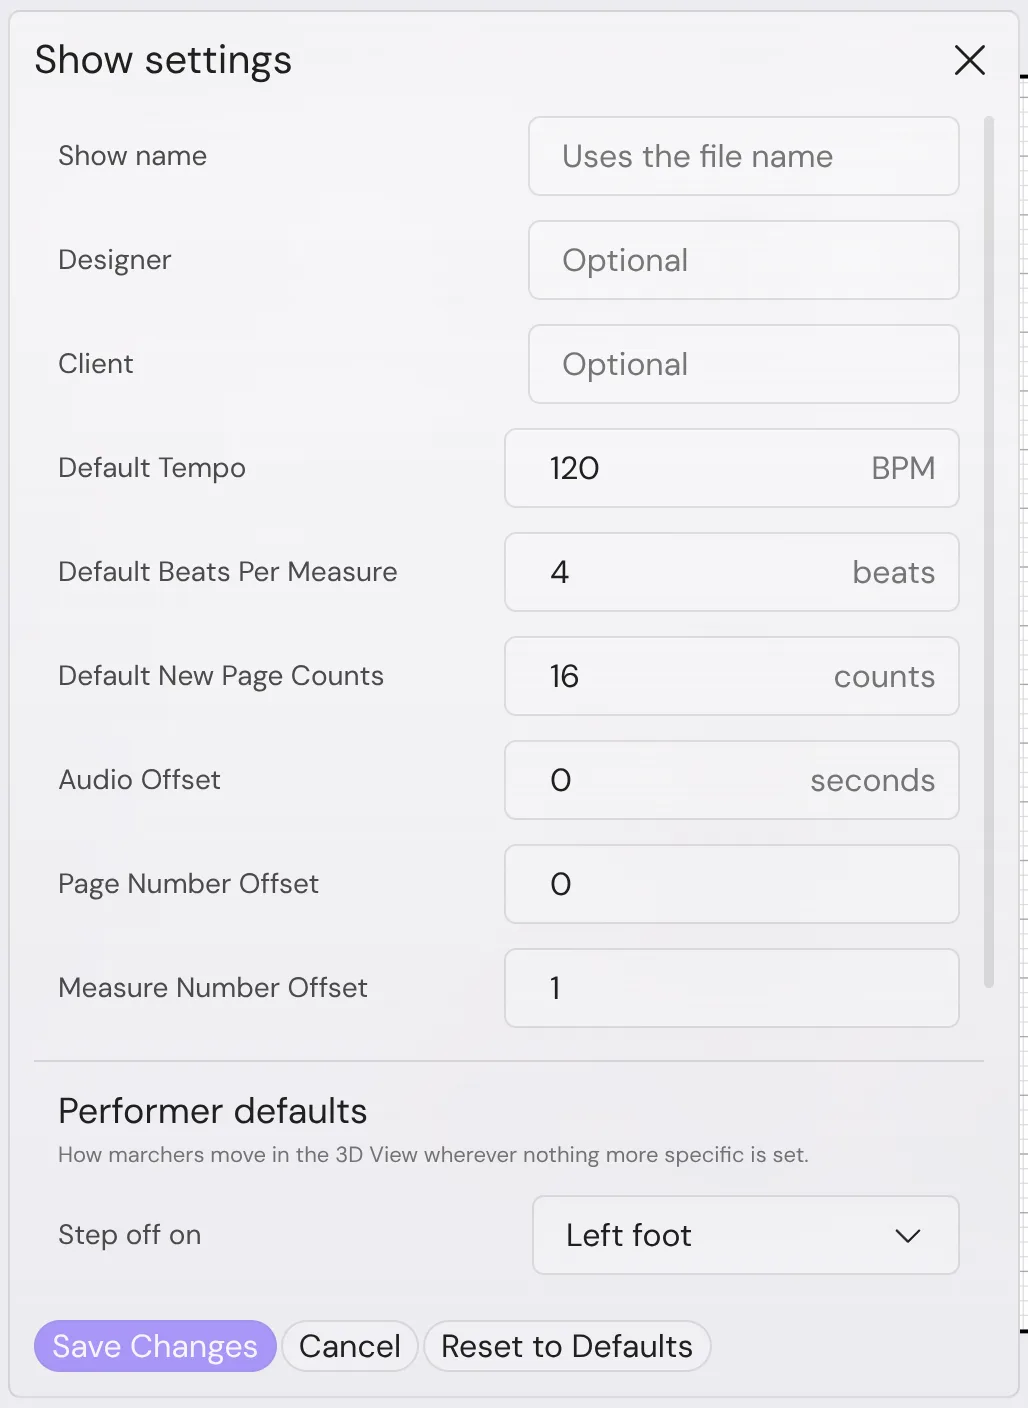 Show settings
Show name
Uses the file name
Designer
Optional
Client
Optional
Default Tempo
120 BPM
Default Beats Per Measure
4 beats
Default New Page Counts
16 counts
Audio Offset
0 seconds
Page Number Offset
0
Measure Number Offset
1
Performer defaults
How marchers move in the 3D View wherever nothing more specific is set.
Step off on
Left foot
Save Changes
Cancel
Reset to Defaults